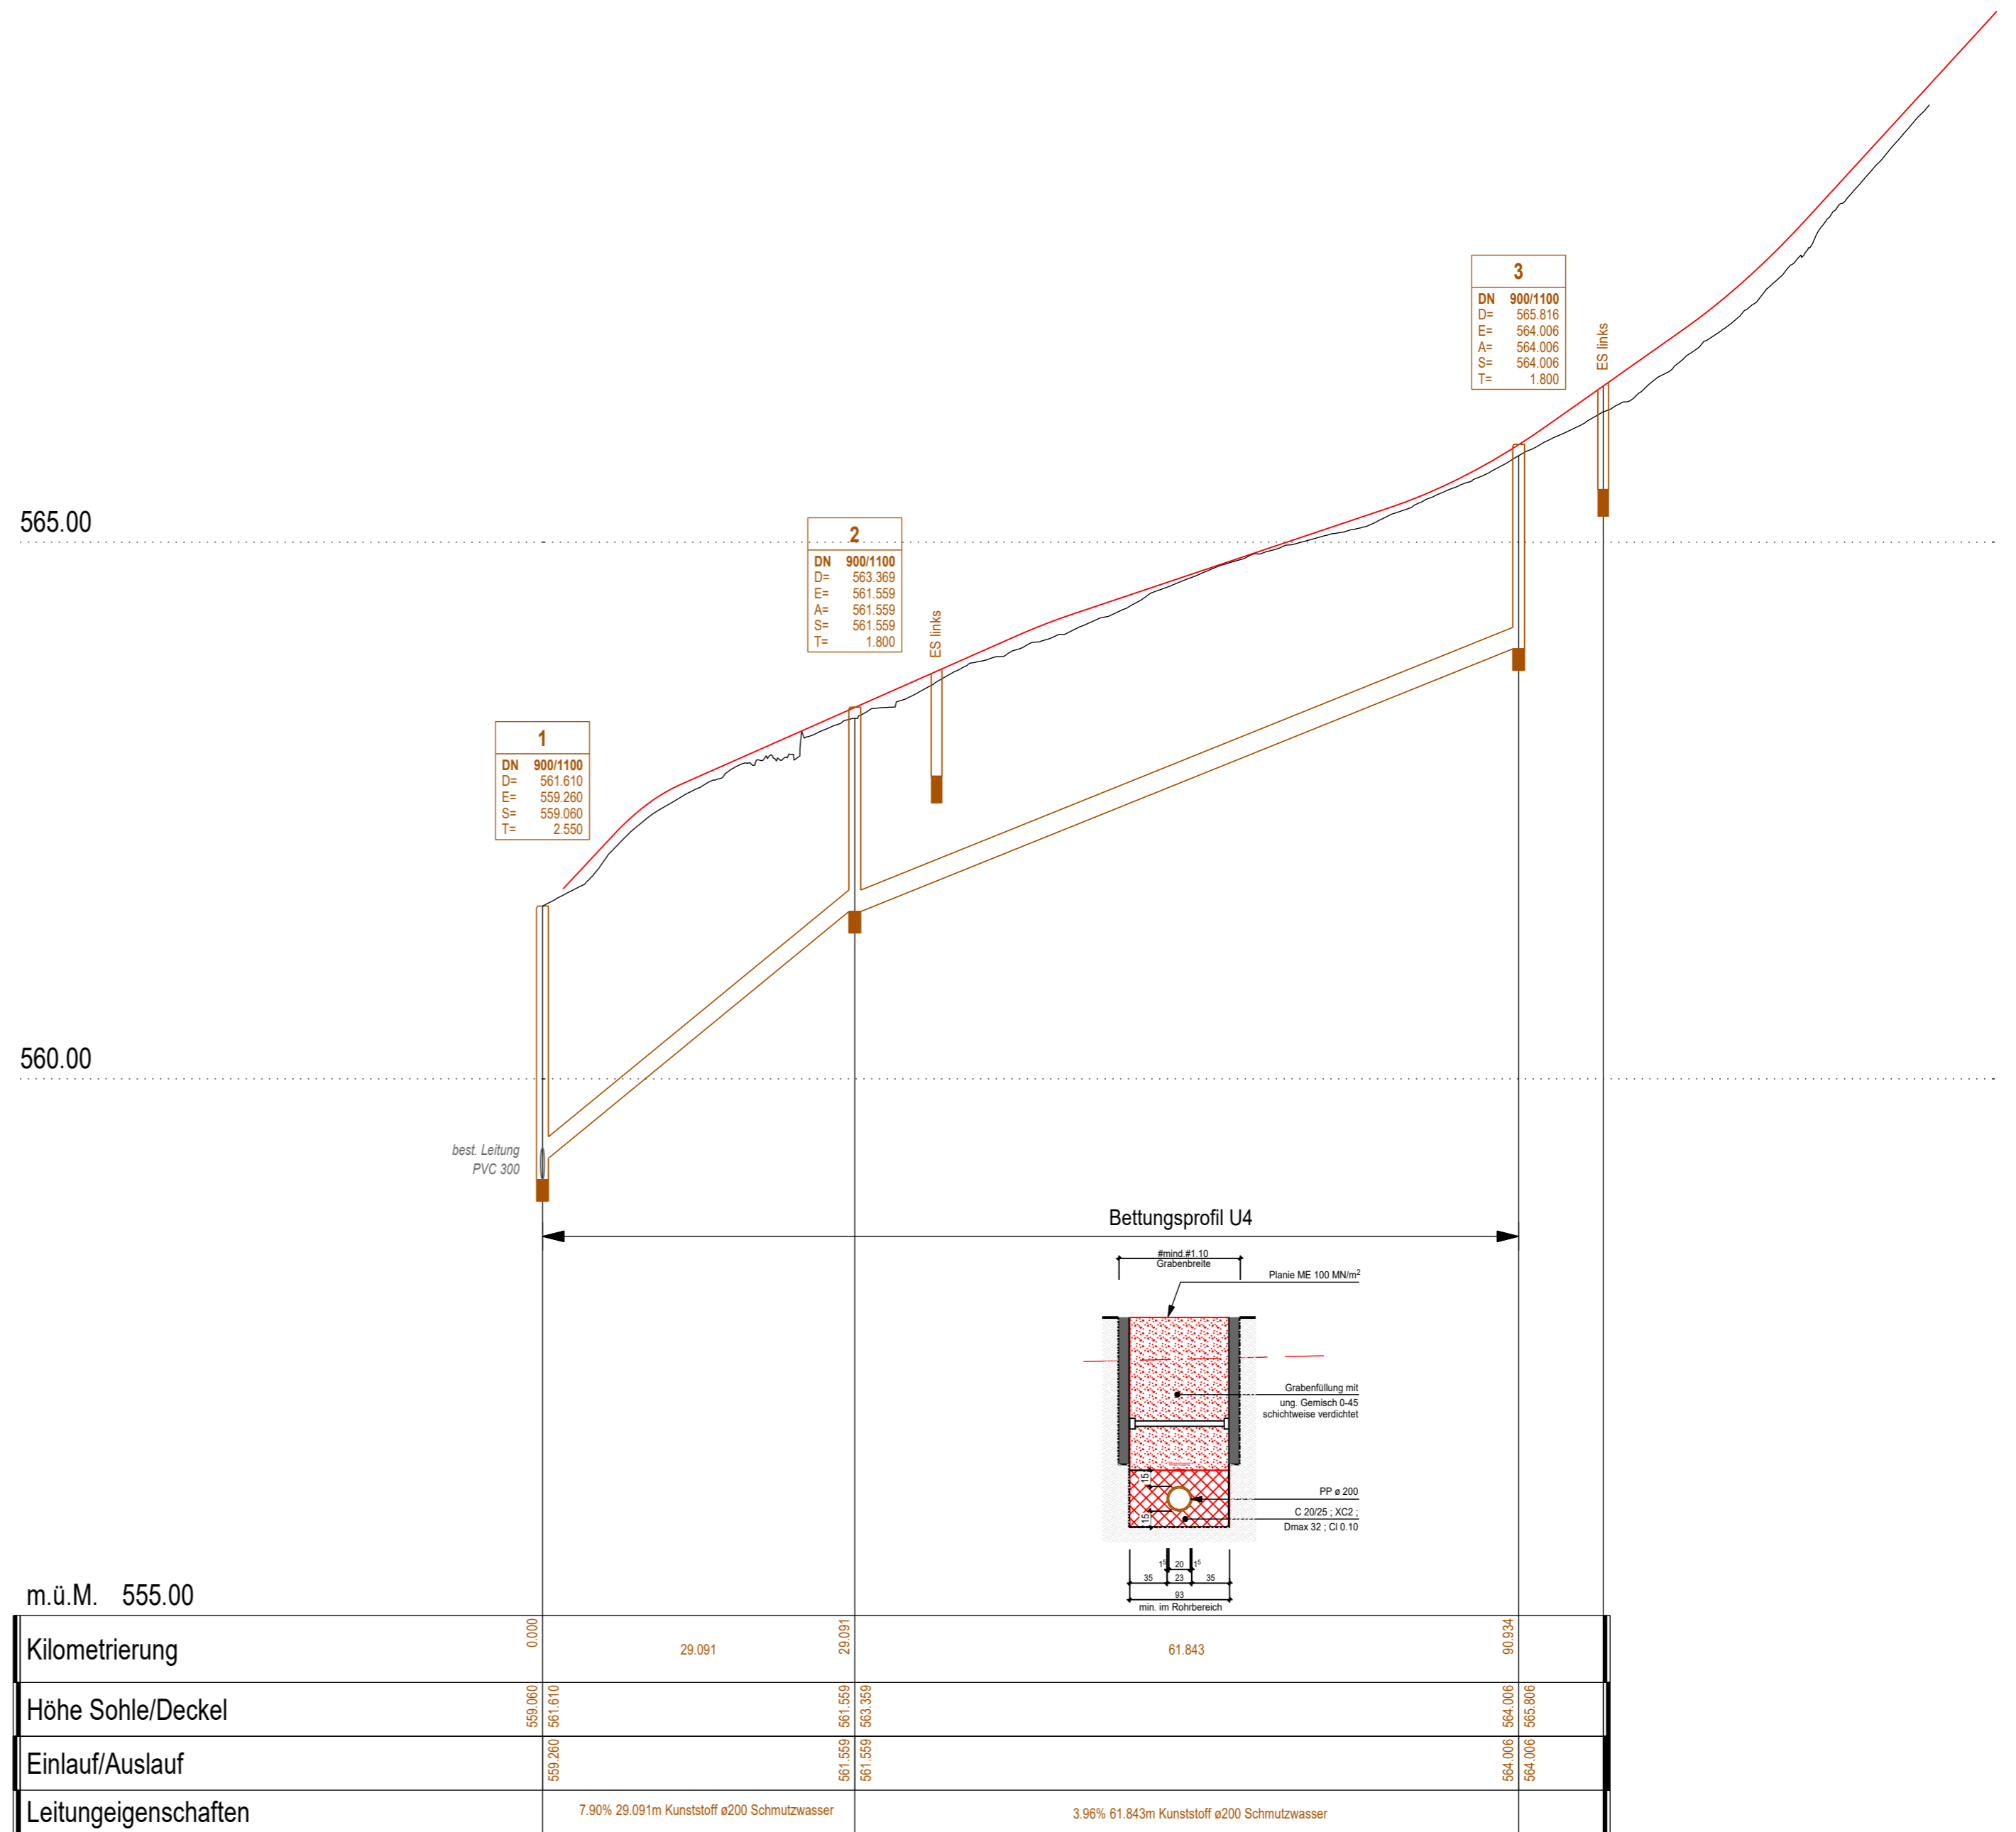 3
DN 900/1100
D= 565.816
E= 564.006
A= 564.006
S= 564.006
T= 1.800
ES links
565.00
2
DN 900/1100
D= 563.369
E= 561.559
A= 561.559
S= 561.559
T= 1.800
ES links
1
DN 900/1100
D= 561.610
E= 559.260
S= 559.060
T= 2.550
560.00
best. Leitung
PVC 300
Bettungsprofil U4
#mind.#1.10
Grabenbreite
Planie ME 100 MN/m²
Grabenfüllung mit
ung. Gemisch 0-45
schichtweise verdichtet
15
PP ø 200
15
C 20/25 ; XC2 ;
Dmax 32 ; Cl 0.10
1⁵ 20 1⁵
35 23 35
93
min. im Rohrbereich
m.ü.M. 555.00
Kilometrierung 0.000 29.091 29.091 61.843 90.934
Höhe Sohle/Deckel 559.060 561.610 561.559 563.359 564.006 565.806
Einlauf/Auslauf 559.260 561.559 561.559 564.006 564.006
Leitungeigenschaften 7.90% 29.091m Kunststoff ø200 Schmutzwasser 3.96% 61.843m Kunststoff ø200 Schmutzwasser